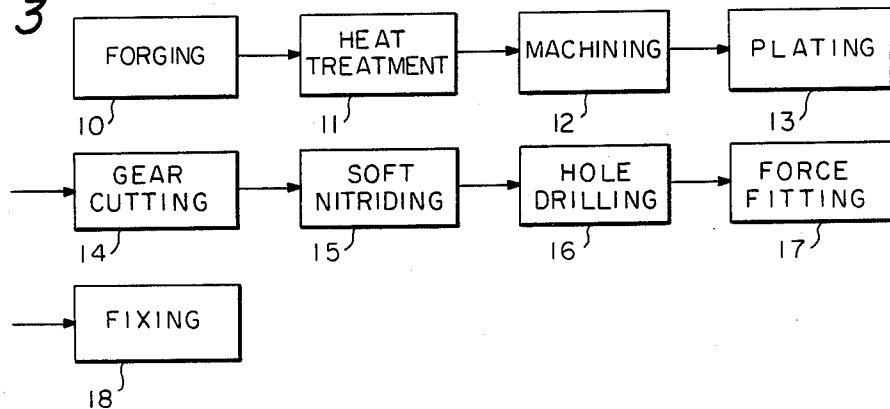 3
FORGING
HEAT
TREATMENT
MACHINING
PLATING
10
11
12
13
GEAR
CUTTING
SOFT
NITRIDING
HOLE
DRILLING
FORCE
FITTING
14
15
16
17
FIXING
18